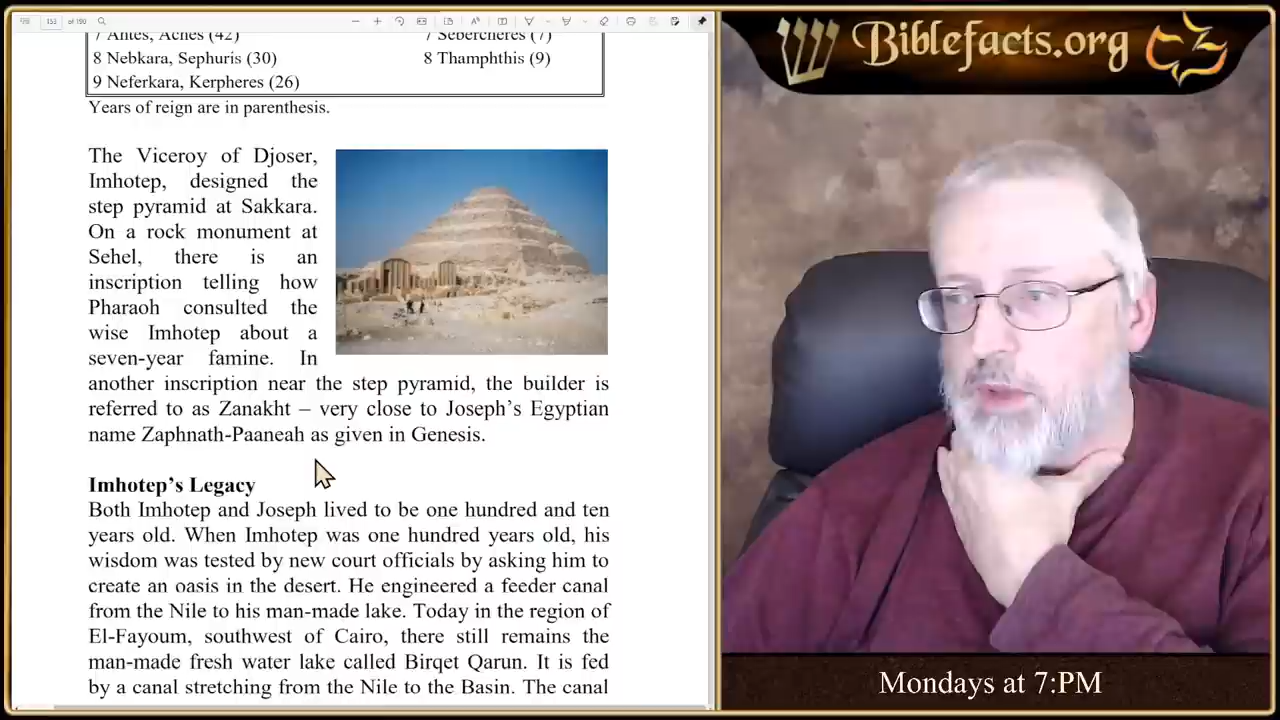 153 of 190
7 Antes, Aches (42)
7 Sebercheres (7)
8 Nebkara, Sephuris (30)
8 Thamphthis (9)
9 Neferkara, Kerpheres (26)
Years of reign are in parenthesis.
The Viceroy of Djoser,
Imhotep, designed the
step pyramid at Sakkara.
On a rock monument at
Sehel, there is an
inscription telling how
Pharaoh consulted the
wise Imhotep about a
seven-year famine. In
another inscription near the step pyramid, the builder is
referred to as Zanakht – very close to Joseph's Egyptian
name Zaphnath-Paaneah as given in Genesis.
Imhotep's Legacy
Both Imhotep and Joseph lived to be one hundred and ten
years old. When Imhotep was one hundred years old, his
wisdom was tested by new court officials by asking him to
create an oasis in the desert. He engineered a feeder canal
from the Nile to his man-made lake. Today in the region of
El-Fayoum, southwest of Cairo, there still remains the
man-made fresh water lake called Birqet Qarun. It is fed
by a canal stretching from the Nile to the Basin. The canal
Biblefacts.org
Mondays at 7:PM